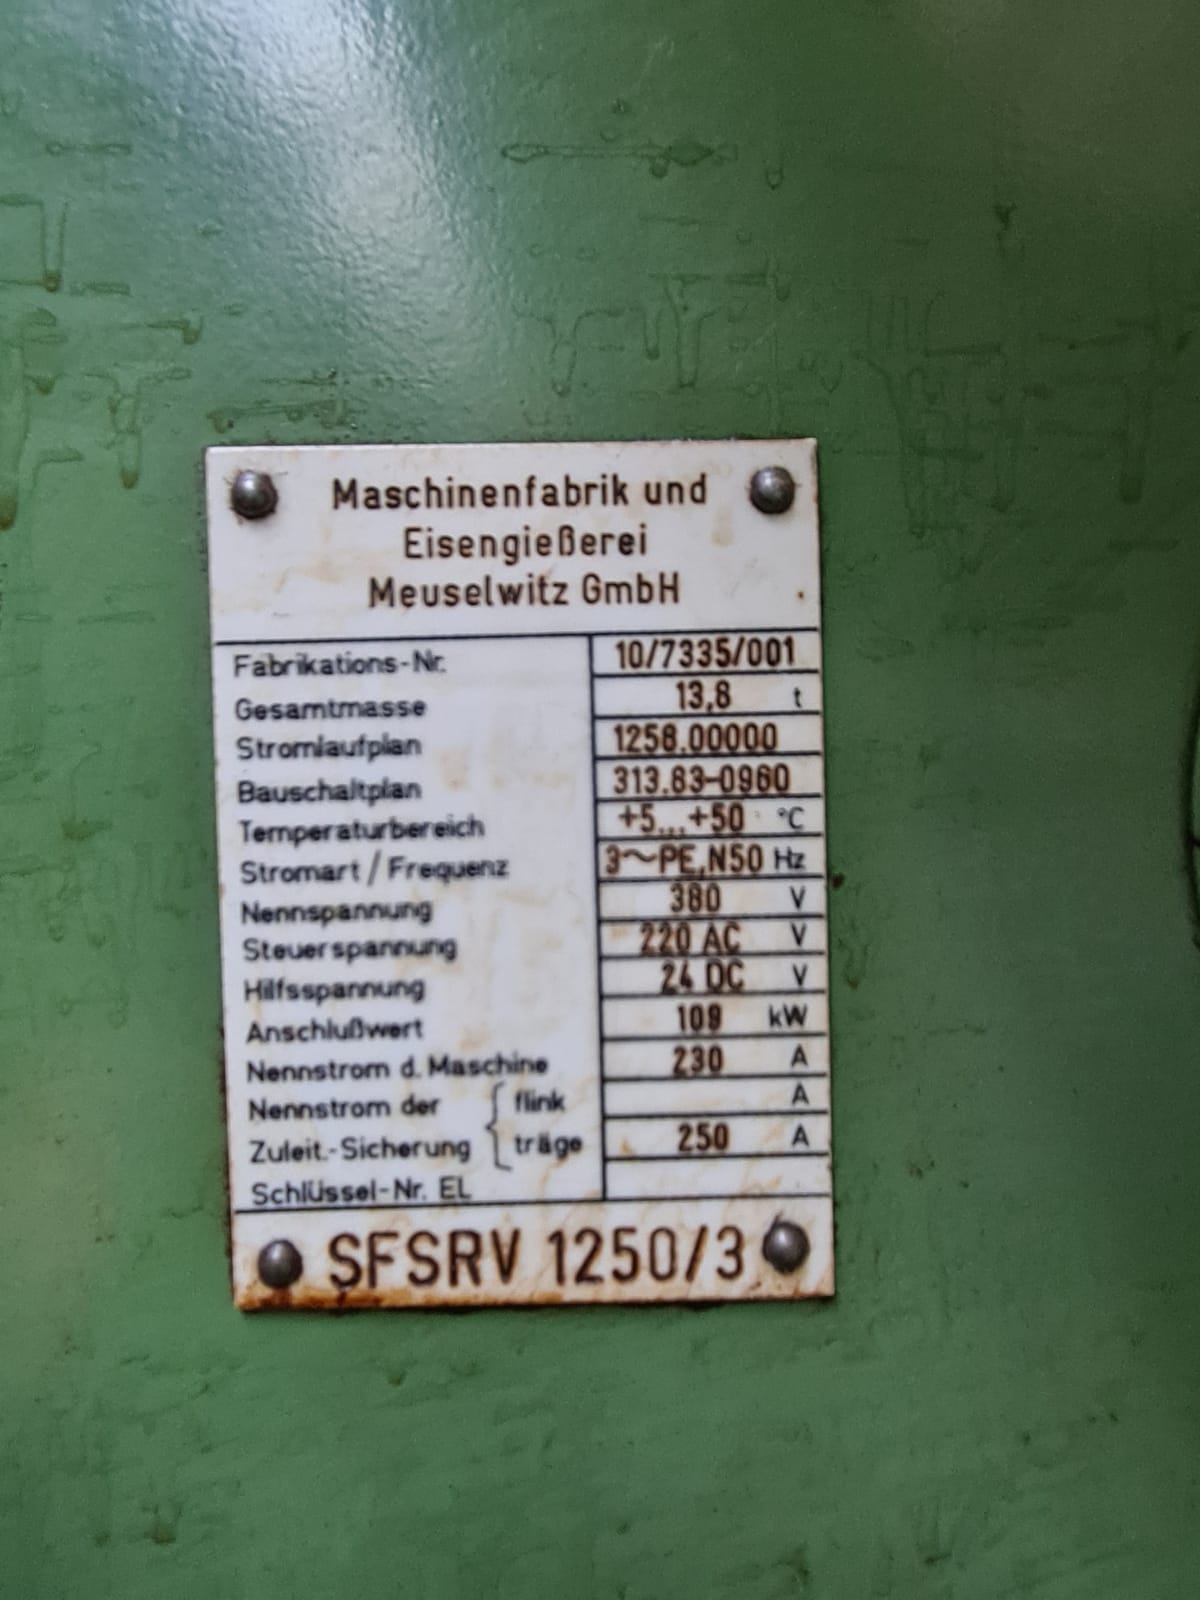 Maschinenfabrik und
Eisengießerei
Meuselwitz GmbH
Fabrikations-Nr. 10/7335/001
Gesamtmasse 13,8 t
Stromlaufplan 1258.00000
Bauschaltplan 313.83-0960
Temperaturbereich +5...+50 °C
Stromart / Frequenz 3~PE,N50 Hz
Nennspannung 380 V
Steuerspannung 220 AC V
Hilfsspannung 24 DC V
Anschlußwert 109 kW
Nennstrom d. Maschine 230 A
Nennstrom der { flink A
Zuleit.-Sicherung träge 250 A
Schlüssel-Nr. EL
SFSRV 1250/3